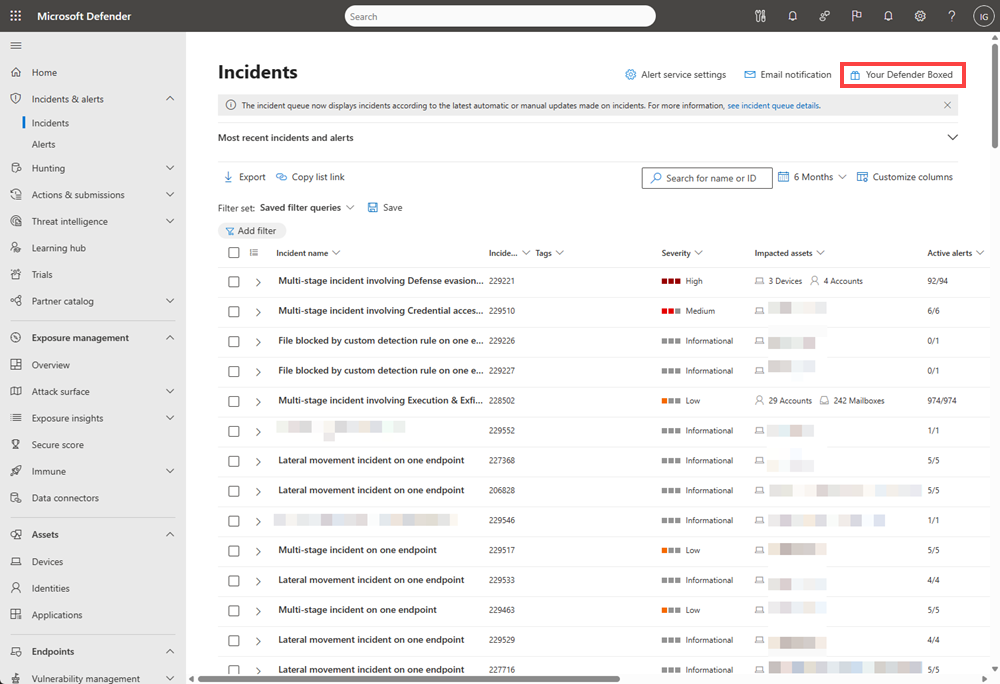 Microsoft Defender
Search
IG
Home
Incidents & alerts
Incidents
Alerts
Hunting
Actions & submissions
Threat intelligence
Learning hub
Trials
Partner catalog
Exposure management
Overview
Attack surface
Exposure insights
Secure score
Immune
Data connectors
Assets
Devices
Identities
Applications
Endpoints
Vulnerability management
Incidents
Alert service settings Email notification Your Defender Boxed
The incident queue now displays incidents according to the latest automatic or manual updates made on incidents. For more information, see incident queue details.
Most recent incidents and alerts
Export Copy list link Search for name or ID 6 Months Customize columns
Filter set: Saved filter queries Save
Add filter
Incident name Incide... Tags Severity Impacted assets Active alerts
Multi-stage incident involving Defense evasion... 229221 High 3 Devices 4 Accounts 92/94
Multi-stage incident involving Credential acces... 229510 Medium 6/6
File blocked by custom detection rule on one e... 229226 Informational 0/1
File blocked by custom detection rule on one e... 229227 Informational 0/1
Multi-stage incident involving Execution & Exfi... 228502 Low 29 Accounts 242 Mailboxes 974/974
229552 Informational 1/1
Lateral movement incident on one endpoint 227368 Informational 5/5
Lateral movement incident on one endpoint 206828 Informational 5/5
229546 Informational 1/1
Multi-stage incident on one endpoint 229517 Low 5/5
Lateral movement incident on one endpoint 229533 Informational 4/4
Multi-stage incident on one endpoint 229463 Low 5/5
Lateral movement incident on one endpoint 229529 Informational 4/4
Lateral movement incident on one endpoint 227716 Informational 5/5